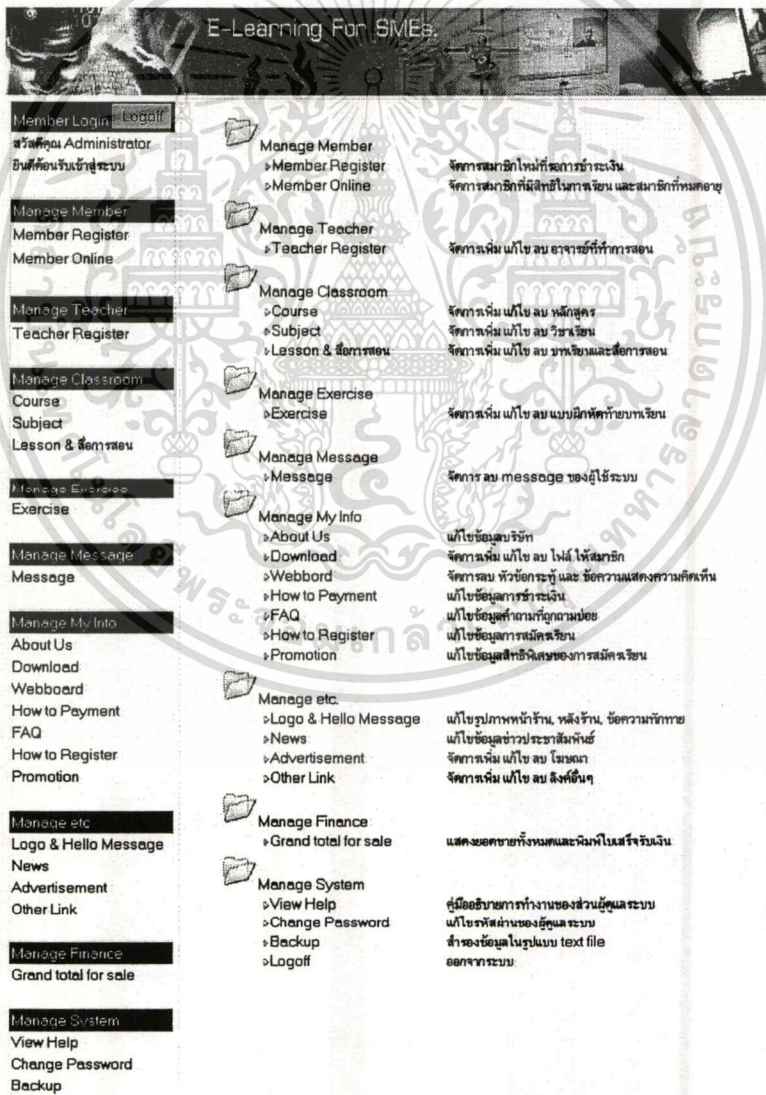 E-Learning For SMEs.
Member Login Logoff
สวัสดีคุณ Administrator
ยินดีต้อนรับเข้าสู่ระบบ
Manage Member
Member Register
Member Online
Manage Teacher
Teacher Register
Manage Classroom
Course
Subject
Lesson & สื่อการสอน
Manage Exercise
Exercise
Manage Message
Message
Manage My Info
About Us
Download
Webboard
How to Payment
FAQ
How to Register
Promotion
Manage etc
Logo & Hello Message
News
Advertisement
Other Link
Manage Finance
Grand total for sale
Manage System
View Help
Change Password
Backup
Manage Member
Member Register จัดการสมาชิกใหม่ที่รอการชำระเงิน
Member Online จัดการสมาชิกที่มีสิทธิในการเรียน และสมาชิกที่หมดอายุ
Manage Teacher
Teacher Register จัดการเพิ่ม แก้ไข ลบ อาจารย์ที่ทำการสอน
Manage Classroom
Course จัดการเพิ่ม แก้ไข ลบ หลักสูตร
Subject จัดการเพิ่ม แก้ไข ลบ วิชาเรียน
Lesson & สื่อการสอน จัดการเพิ่ม แก้ไข ลบ บทเรียนและสื่อการสอน
Manage Exercise
Exercise จัดการเพิ่ม แก้ไข ลบ แบบฝึกหัดท้ายบทเรียน
Manage Message
Message จัดการ ลบ message ของผู้ใช้ระบบ
Manage My Info
About Us แก้ไขข้อมูลบริษัท
Download จัดการเพิ่ม แก้ไข ลบ ไฟล์ ให้สมาชิก
Webbord จัดการลบ หัวข้อกระทู้ และ ข้อความแสดงความคิดเห็น
How to Payment แก้ไขข้อมูลการชำระเงิน
FAQ แก้ไขข้อมูลคำถามที่ถูกถามบ่อย
How to Register แก้ไขข้อมูลการสมัครเรียน
Promotion แก้ไขข้อมูลสิทธิพิเศษของการสมัครเรียน
Manage etc.
Logo & Hello Message แก้ไขรูปภาพหน้าร้าน, หลังร้าน, ข้อความทักทาย
News แก้ไขข้อมูลข่าวประชาสัมพันธ์
Advertisement จัดการเพิ่ม แก้ไข ลบ โฆษณา
Other Link จัดการเพิ่ม แก้ไข ลบ ลิงค์อื่นๆ
Manage Finance
Grand total for sale แสดงยอดขายทั้งหมดและพิมพ์ใบเสร็จรับเงิน
Manage System
View Help คู่มืออธิบายการทำงานของส่วนผู้ดูแลระบบ
Change Password แก้ไขรหัสผ่านของผู้ดูแลระบบ
Backup สำรองข้อมูลในรูปแบบ text file
Logoff ออกจากระบบ